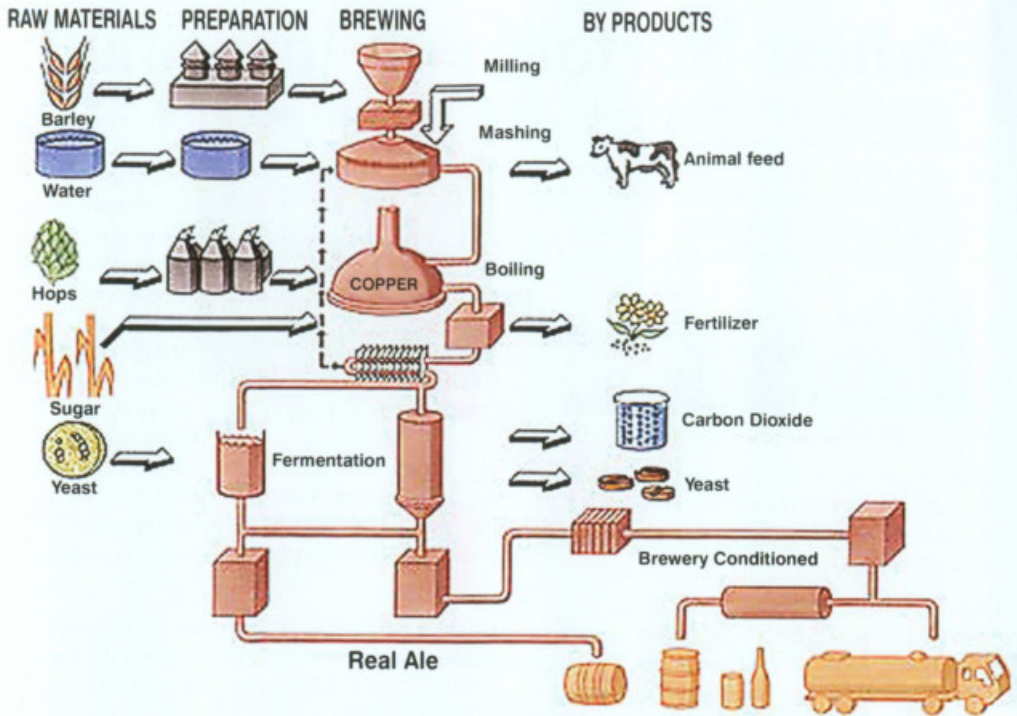 RAW MATERIALS
PREPARATION
BREWING
BY PRODUCTS
Barley
Milling
Mashing
Water
Animal feed
Hops
COPPER
Boiling
Fertilizer
Sugar
Carbon Dioxide
Yeast
Fermentation
Yeast
Brewery Conditioned
Real Ale